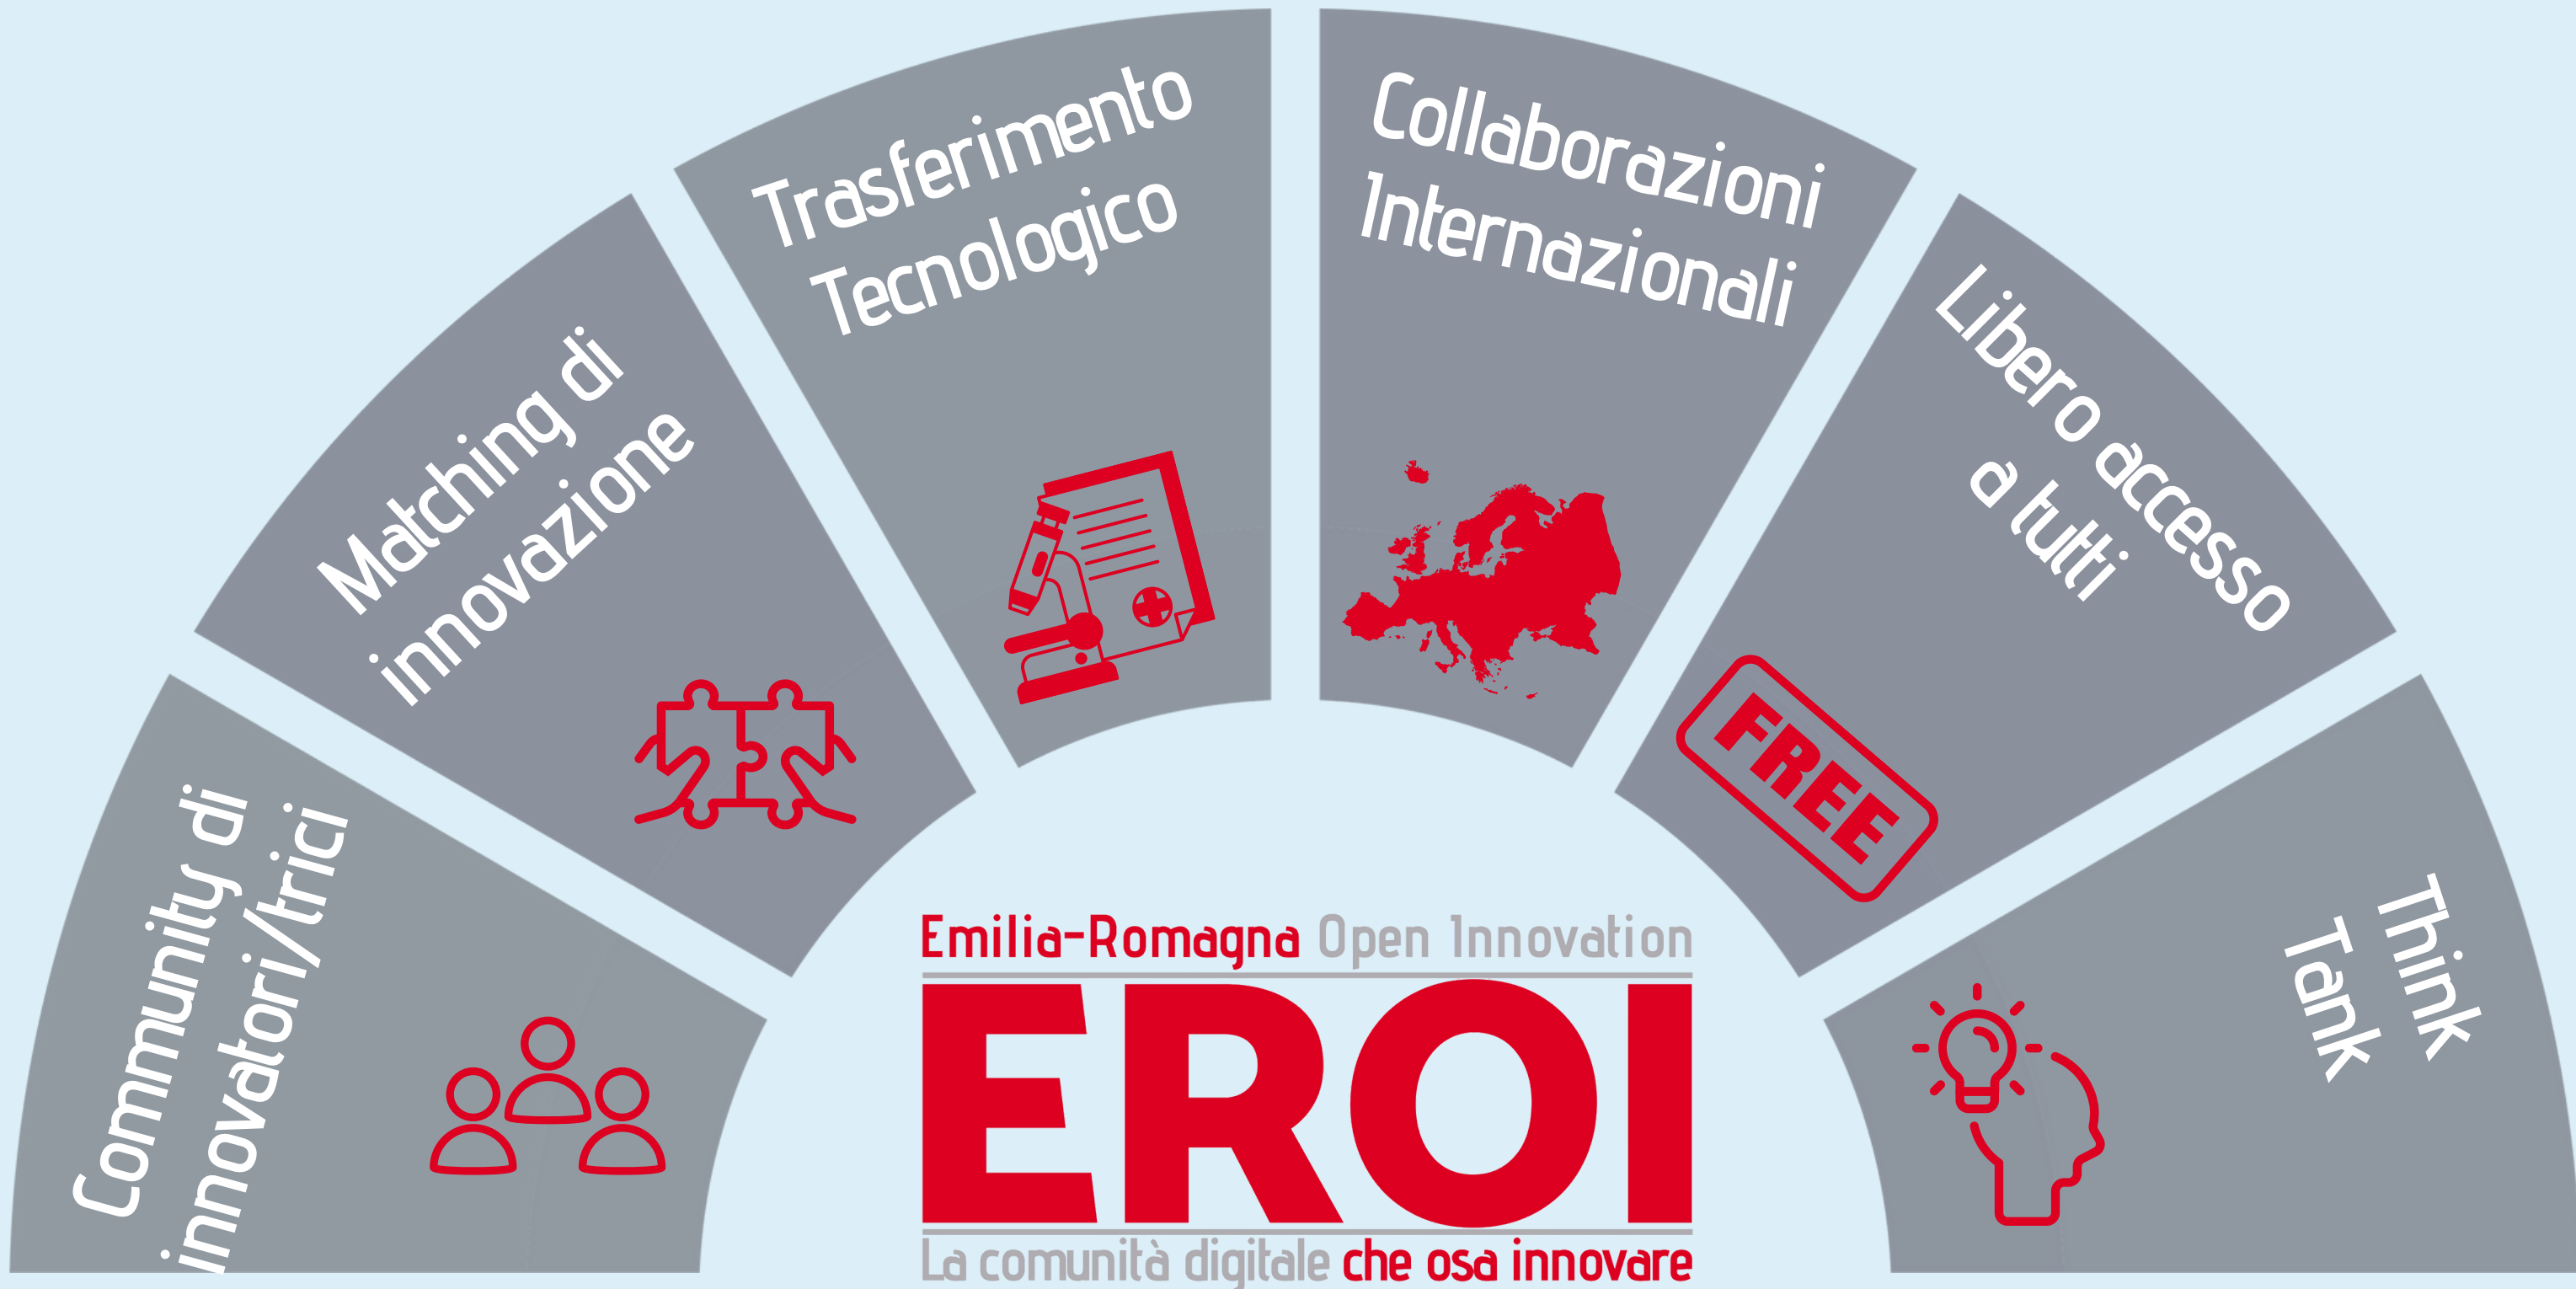 Community di
innovatori/trici
Matching di
innovazione
Trasferimento
Tecnologico
Collaborazioni
Internazionali
Libero accesso
a tutti
FREE
Think
Tank
Emilia-Romagna Open Innovation
EROI
La comunità digitale che osa innovare